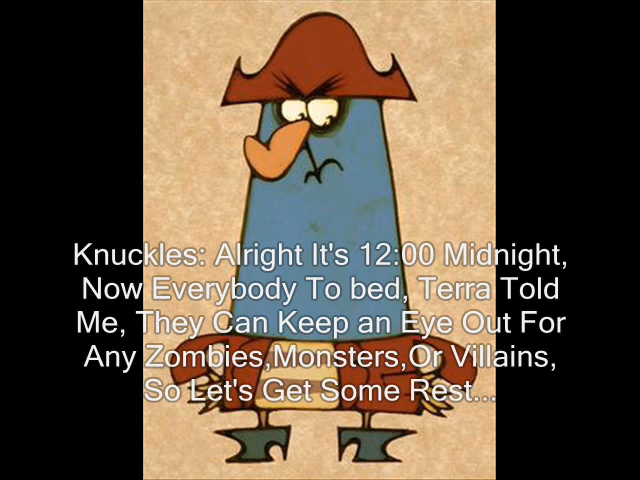 Knuckles: Alright It's 12:00 Midnight,
Now Everybody To bed, Terra Told
Me, They Can Keep an Eye Out For
Any Zombies,Monsters,Or Villains,
So Let's Get Some Rest...